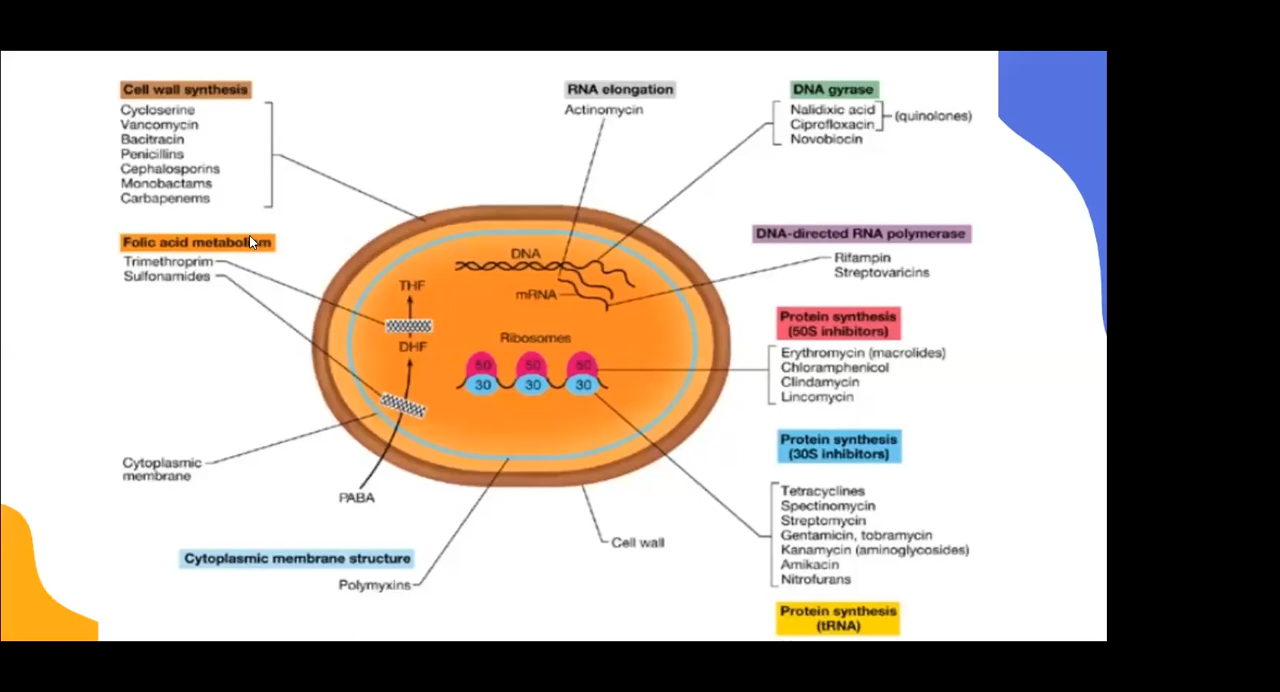 Cell wall synthesis
Cycloserine
Vancomycin
Bacitracin
Penicillins
Cephalosporins
Monobactams
Carbapenems
Folic acid metabolism
Trimethroprim
Sulfonamides
Cytoplasmic
membrane
PABA
Cytoplasmic membrane structure
Polymyxins
RNA elongation
Actinomycin
DNA
mRNA
THF
DHF
Ribosomes
50 50 50
30 30 30
Cell wall
DNA gyrase
Nalidixic acid
Ciprofloxacin
(quinolones)
Novobiocin
DNA-directed RNA polymerase
Rifampin
Streptovaricins
Protein synthesis
(50S inhibitors)
Erythromycin (macrolides)
Chloramphenicol
Clindamycin
Lincomycin
Protein synthesis
(30S inhibitors)
Tetracyclines
Spectinomycin
Streptomycin
Gentamicin, tobramycin
Kanamycin (aminoglycosides)
Amikacin
Nitrofurans
Protein synthesis
(tRNA)